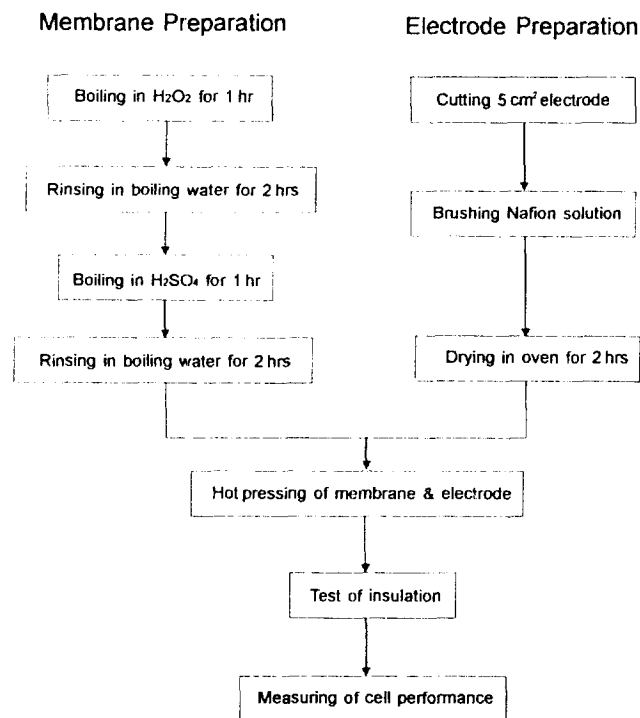 Membrane Preparation
Electrode Preparation
Boiling in H₂O₂ for 1 hr
Cutting 5 cm² electrode
Rinsing in boiling water for 2 hrs
Brushing Nafion solution
Boiling in H₂SO₄ for 1 hr
Rinsing in boiling water for 2 hrs
Drying in oven for 2 hrs
Hot pressing of membrane & electrode
Test of insulation
Measuring of cell performance